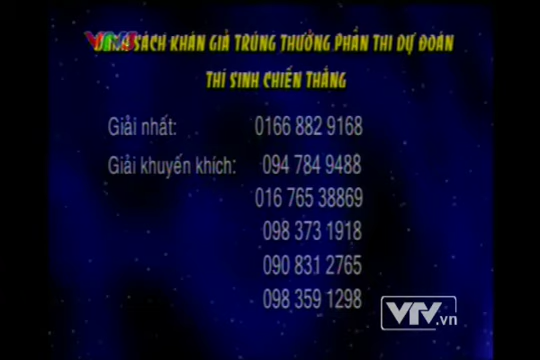 SÁCH KHÁN GIẢ TRÚNG THƯỞNG PHẦN THI DỰ ĐOÁN
THÍ SINH CHIẾN THẮNG
Giải nhất: 0166 882 9168
Giải khuyến khích: 094 784 9488
016 765 38869
098 373 1918
090 831 2765
098 359 1298
VTV.vn